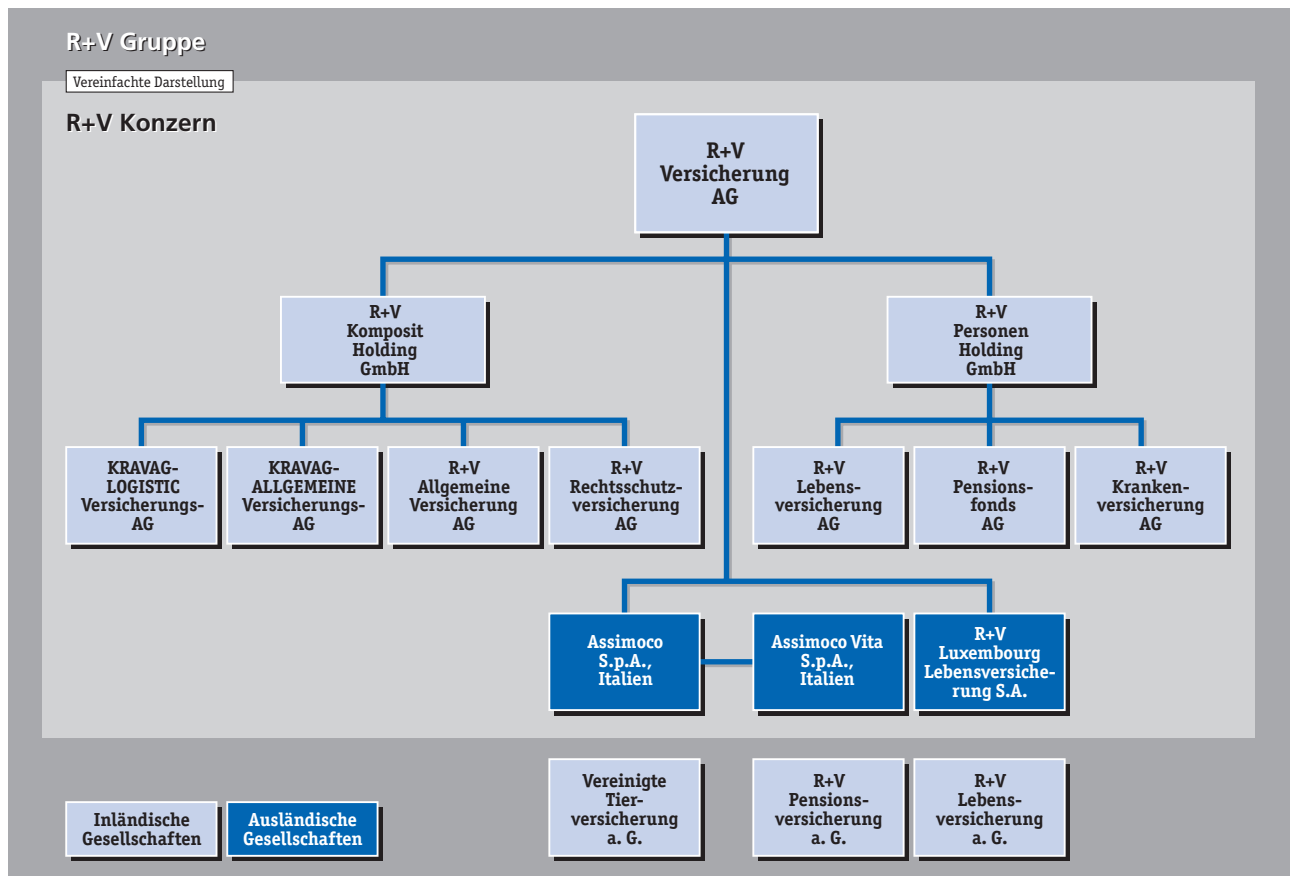 R+V Gruppe
Vereinfachte Darstellung
R+V Konzern
R+V
Versicherung
AG
R+V
Komposit
Holding
GmbH
R+V
Personen
Holding
GmbH
KRAVAG-
LOGISTIC
Versicherungs-
AG
KRAVAG-
ALLGEMEINE
Versicherungs-
AG
R+V
Allgemeine
Versicherung
AG
R+V
Rechtsschutz-
versicherung
AG
R+V
Lebens-
versicherung
AG
R+V
Pensions-
fonds
AG
R+V
Kranken-
versicherung
AG
Assimoco
S.p.A.,
Italien
Assimoco Vita
S.p.A.,
Italien
R+V
Luxembourg
Lebensversiche-
rung S.A.
Inländische
Gesellschaften
Ausländische
Gesellschaften
Vereinigte
Tier-
versicherung
a. G.
R+V
Pensions-
versicherung
a. G.
R+V
Lebens-
versicherung
a. G.